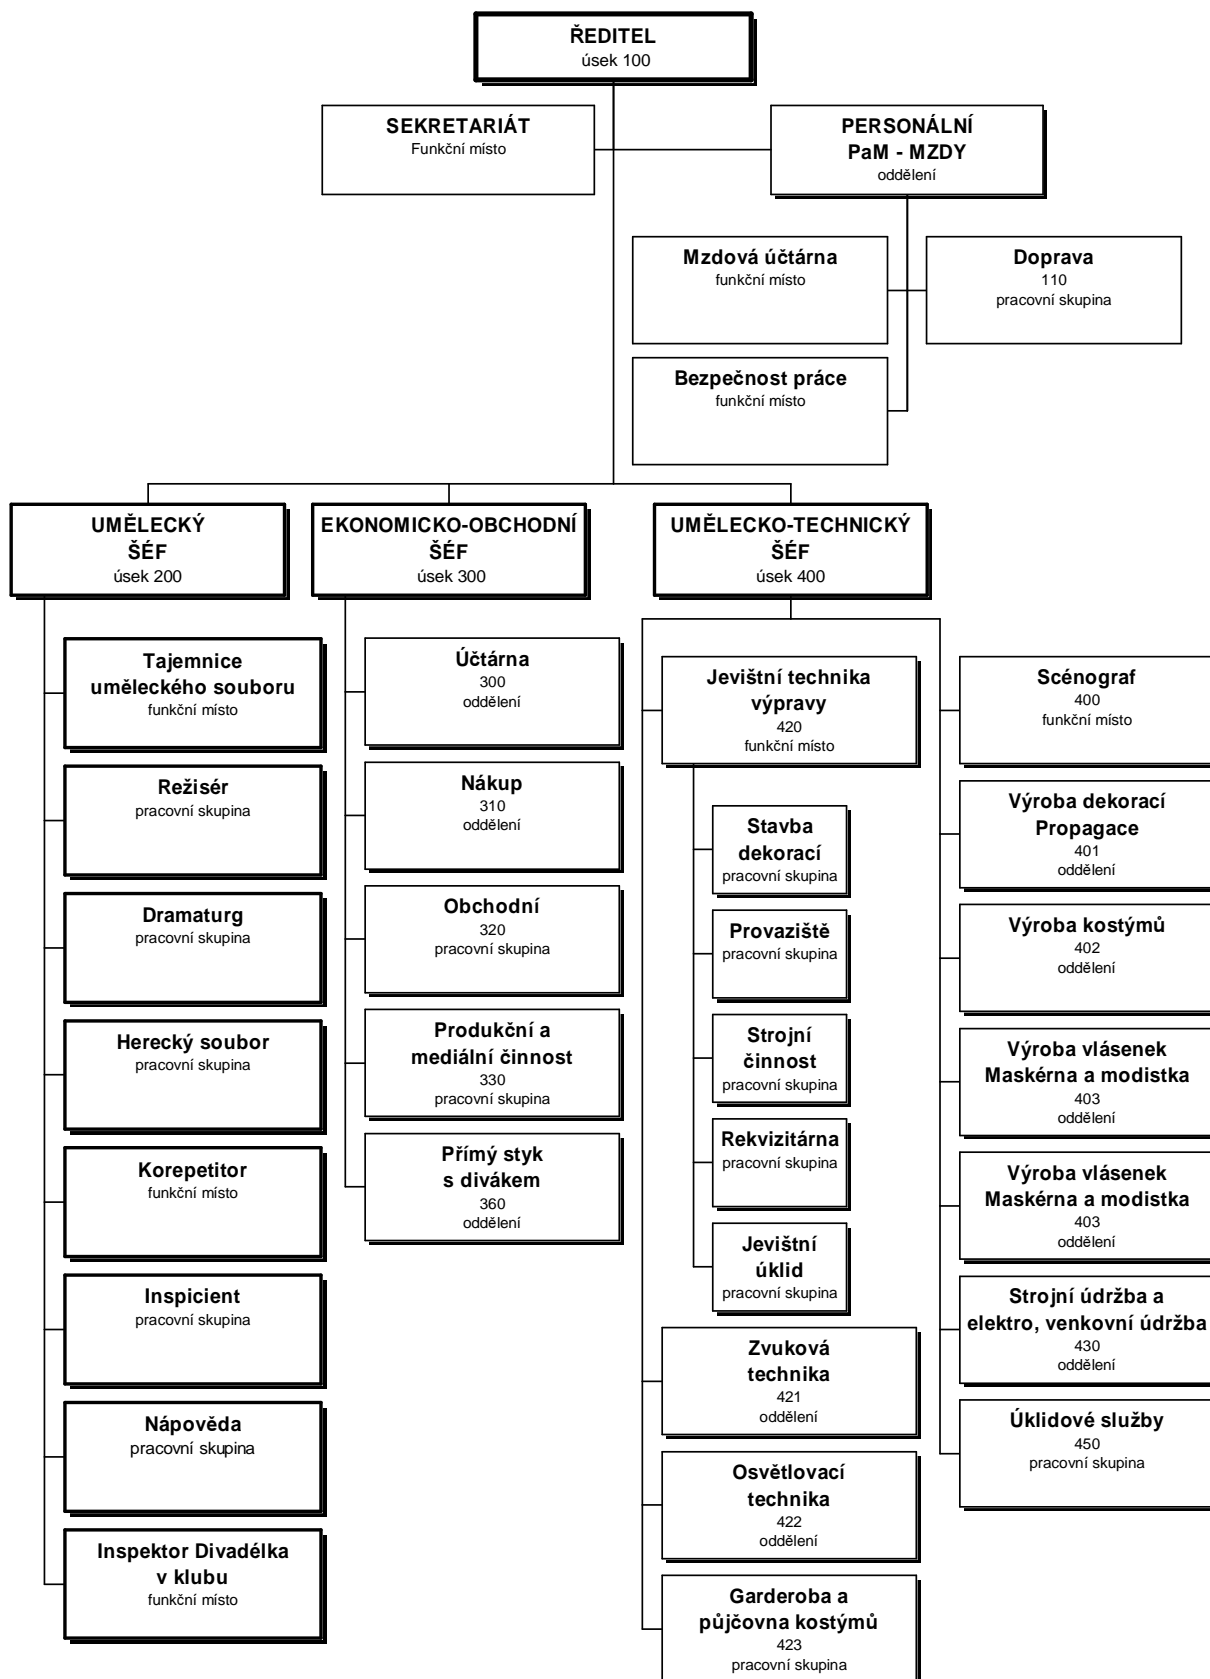 ŘEDITEL
úsek 100
SEKRETARIÁT
Funkční místo
PERSONÁLNÍ
PaM - MZDY
oddělení
Mzdová účtárna
funkční místo
Doprava
110
pracovní skupina
Bezpečnost práce
funkční místo
UMĚLECKÝ
ŠÉF
úsek 200
EKONOMICKO-OBCHODNÍ
ŠÉF
úsek 300
UMĚLECKO-TECHNICKÝ
ŠÉF
úsek 400
Tajemnice
uměleckého souboru
funkční místo
Režisér
pracovní skupina
Dramaturg
pracovní skupina
Herecký soubor
pracovní skupina
Korepetitor
funkční místo
Inspicient
pracovní skupina
Nápověda
pracovní skupina
Inspektor Divadélka
v klubu
funkční místo
Účtárna
300
oddělení
Nákup
310
oddělení
Obchodní
320
pracovní skupina
Produkční a
mediální činnost
330
pracovní skupina
Přímý styk
s divákem
360
oddělení
Jevištní technika
výpravy
420
funkční místo
Stavba
dekorací
pracovní skupina
Provaziště
pracovní skupina
Strojní
činnost
pracovní skupina
Rekvizitárna
pracovní skupina
Jevištní
úklid
pracovní skupina
Zvuková
technika
421
oddělení
Osvětlovací
technika
422
oddělení
Garderoba a
půjčovna kostýmů
423
pracovní skupina
Scénograf
400
funkční místo
Výroba dekorací
Propagace
401
oddělení
Výroba kostýmů
402
oddělení
Výroba vlásenek
Maskérna a modistka
403
oddělení
Výroba vlásenek
Maskérna a modistka
403
oddělení
Strojní údržba a
elektro, venkovní údržba
430
oddělení
Úklidové služby
450
pracovní skupina